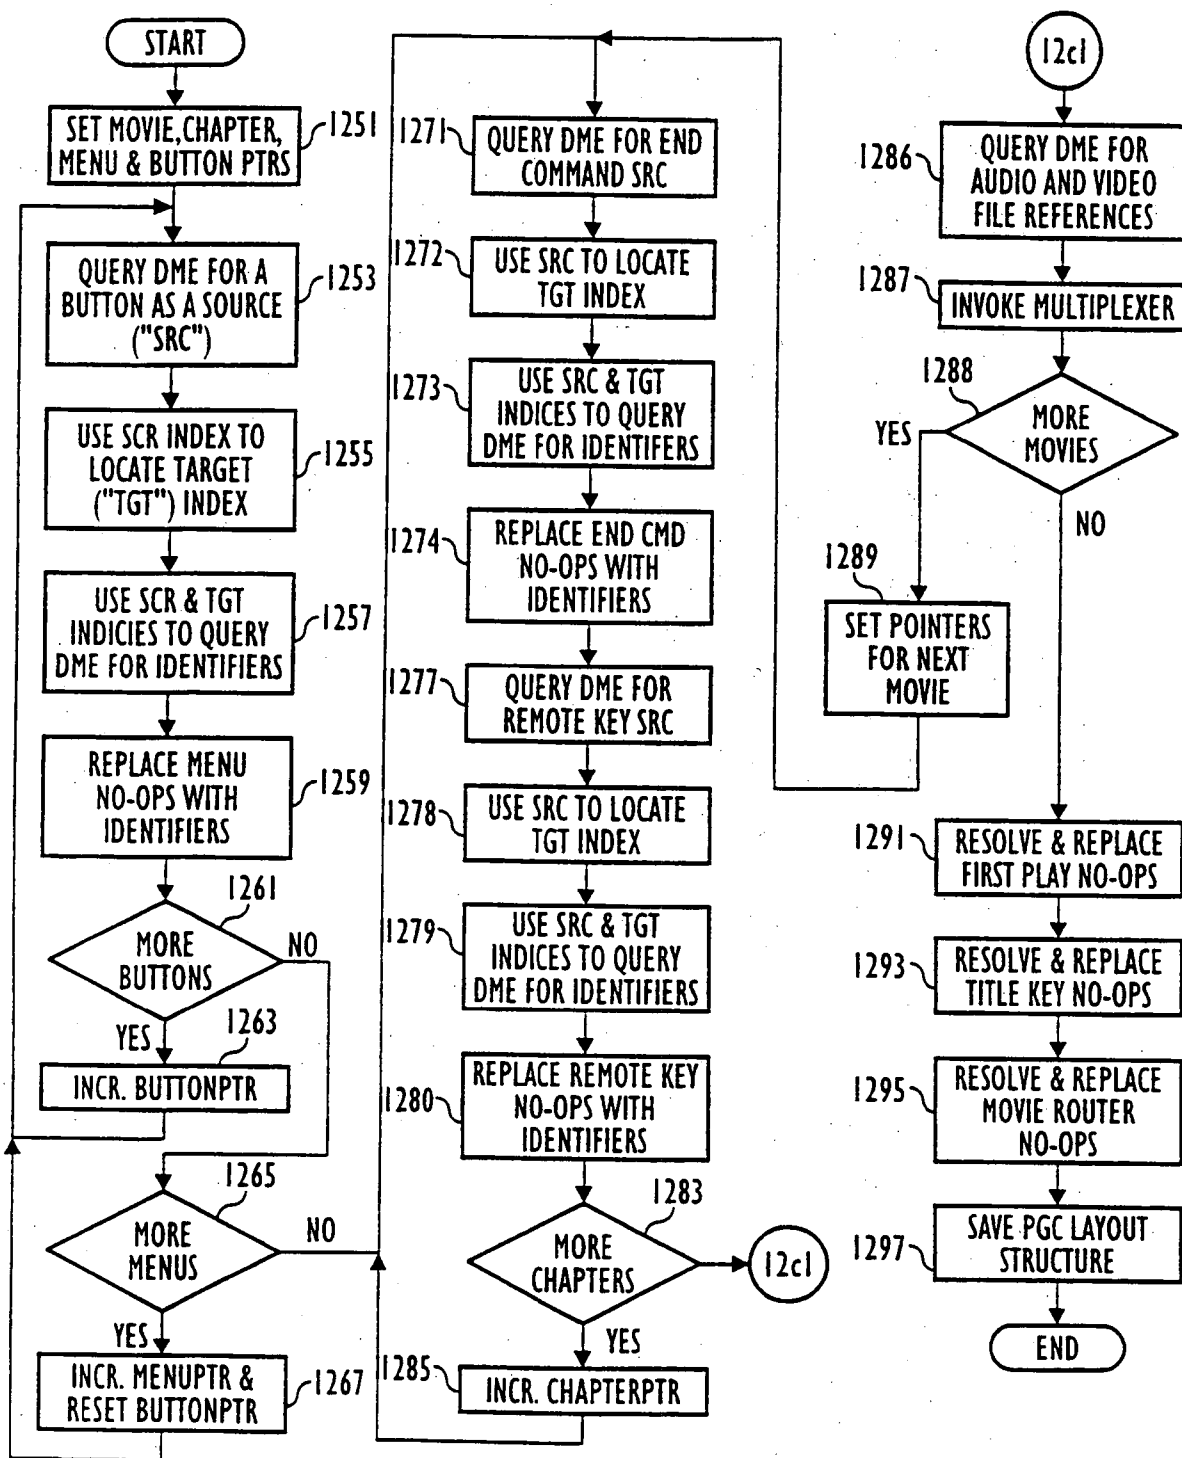 START
SET MOVIE,CHAPTER,
MENU & BUTTON PTRS
1251
QUERY DME FOR A
BUTTON AS A SOURCE
("SRC")
1253
USE SCR INDEX TO
LOCATE TARGET
("TGT") INDEX
1255
USE SCR & TGT
INDICIES TO QUERY
DME FOR IDENTIFIERS
1257
REPLACE MENU
NO-OPS WITH
IDENTIFIERS
1259
1261
MORE
BUTTONS
NO
YES
1263
INCR. BUTTONPTR
1265
MORE
MENUS
NO
YES
INCR. MENUPTR &
RESET BUTTONPTR
1267
1271
QUERY DME FOR END
COMMAND SRC
1272
USE SRC TO LOCATE
TGT INDEX
1273
USE SRC & TGT
INDICES TO QUERY
DME FOR IDENTIFERS
1274
REPLACE END CMD
NO-OPS WITH
IDENTIFIERS
1277
QUERY DME FOR
REMOTE KEY SRC
1278
USE SRC TO LOCATE
TGT INDEX
1279
USE SRC & TGT
INDICES TO QUERY
DME FOR IDENTIFIERS
1280
REPLACE REMOTE KEY
NO-OPS WITH
IDENTIFIERS
1283
MORE
CHAPTERS
12c1
YES
1285
INCR. CHAPTERPTR
12c1
1286
QUERY DME FOR
AUDIO AND VIDEO
FILE REFERENCES
1287
INVOKE MULTIPLEXER
1288
MORE
MOVIES
YES
NO
1289
SET POINTERS
FOR NEXT
MOVIE
1291
RESOLVE & REPLACE
FIRST PLAY NO-OPS
1293
RESOLVE & REPLACE
TITLE KEY NO-OPS
1295
RESOLVE & REPLACE
MOVIE ROUTER
NO-OPS
1297
SAVE PGC LAYOUT
STRUCTURE
END